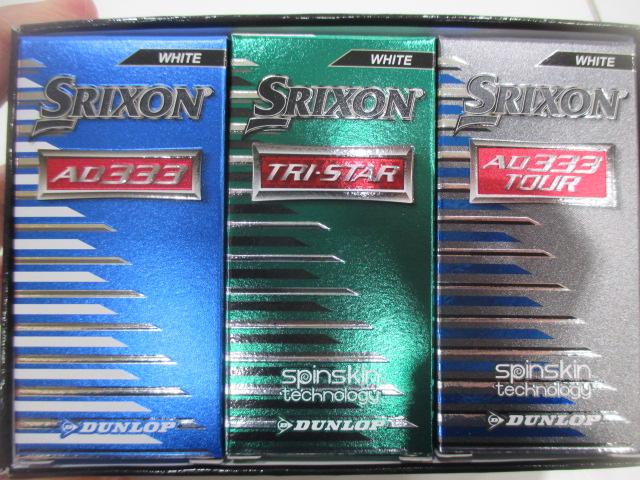 WHITE
SRIXON
AD333
DUNLOP
WHITE
SRIXON
TRI-STAR
spinskin
technology
DUNLOP
WHITE
SRIXON
AD333
TOUR
spinskin
technology
DUNLOP